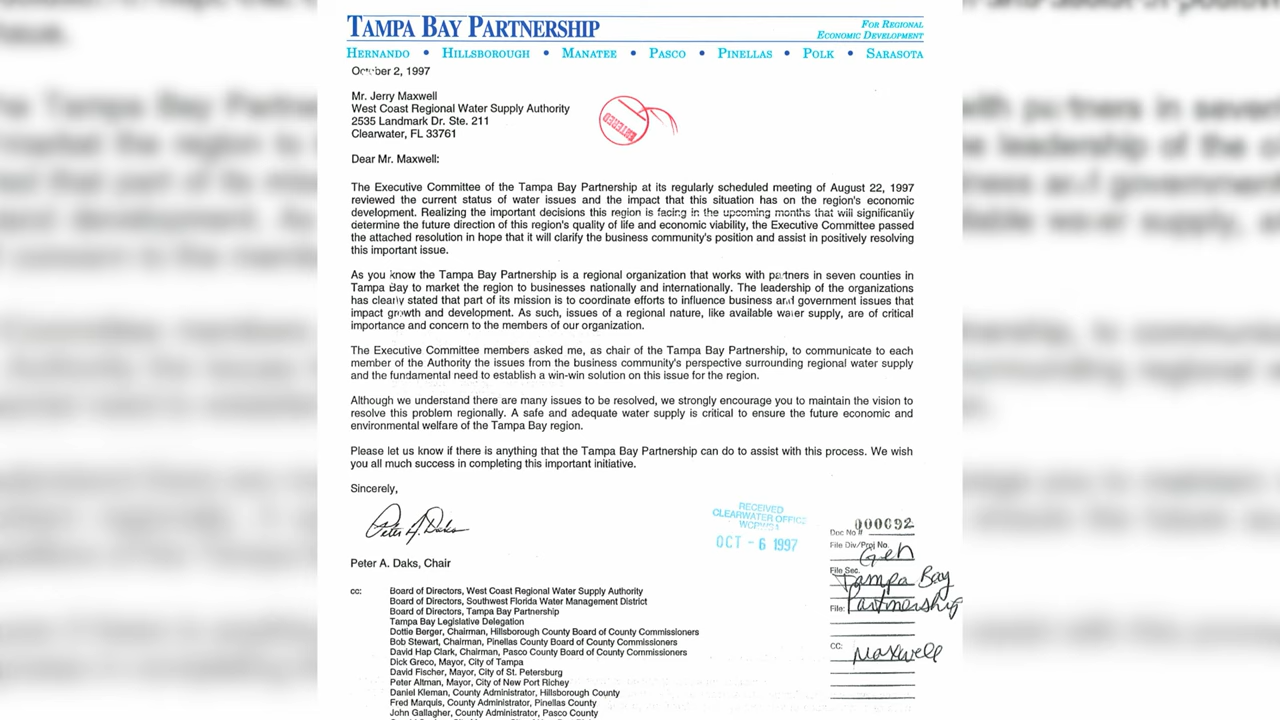 TAMPA BAY PARTNERSHIP
FOR REGIONAL
ECONOMIC DEVELOPMENT
HERNANDO • HILLSBOROUGH • MANATEE • PASCO • PINELLAS • POLK • SARASOTA
October 2, 1997
Mr. Jerry Maxwell
West Coast Regional Water Supply Authority
2535 Landmark Dr. Ste. 211
Clearwater, FL 33761
ENTERED
Dear Mr. Maxwell:
The Executive Committee of the Tampa Bay Partnership at its regularly scheduled meeting of August 22, 1997
reviewed the current status of water issues and the impact that this situation has on the region's economic
development. Realizing the important decisions this region is facing in the upcoming months that will significantly
determine the future direction of this region's quality of life and economic viability, the Executive Committee passed
the attached resolution in hope that it will clarify the business community's position and assist in positively resolving
this important issue.
As you know the Tampa Bay Partnership is a regional organization that works with partners in seven counties in
Tampa Bay to market the region to businesses nationally and internationally. The leadership of the organizations
has clearly stated that part of its mission is to coordinate efforts to influence business and government issues that
impact growth and development. As such, issues of a regional nature, like available water supply, are of critical
importance and concern to the members of our organization.
The Executive Committee members asked me, as chair of the Tampa Bay Partnership, to communicate to each
member of the Authority the issues from the business community's perspective surrounding regional water supply
and the fundamental need to establish a win-win solution on this issue for the region.
Although we understand there are many issues to be resolved, we strongly encourage you to maintain the vision to
resolve this problem regionally. A safe and adequate water supply is critical to ensure the future economic and
environmental welfare of the Tampa Bay region.
Please let us know if there is anything that the Tampa Bay Partnership can do to assist with this process. We wish
you all much success in completing this important initiative.
Sincerely,
Peter A. Daks
Peter A. Daks, Chair
RECEIVED
CLEARWATER OFFICE
WCRWSA
OCT - 6 1997
Doc No# 000092
File Div/Proj No.
Gen
File Sec.
Tampa Bay
File: Partnership
CC:
Maxwell
cc: Board of Directors, West Coast Regional Water Supply Authority
Board of Directors, Southwest Florida Water Management District
Board of Directors, Tampa Bay Partnership
Tampa Bay Legislative Delegation
Dottie Berger, Chairman, Hillsborough County Board of County Commissioners
Bob Stewart, Chairman, Pinellas County Board of County Commissioners
David Hap Clark, Chairman, Pasco County Board of County Commissioners
Dick Greco, Mayor, City of Tampa
David Fischer, Mayor, City of St. Petersburg
Peter Altman, Mayor, City of New Port Richey
Daniel Kleman, County Administrator, Hillsborough County
Fred Marquis, County Administrator, Pinellas County
John Gallagher, County Administrator, Pasco County